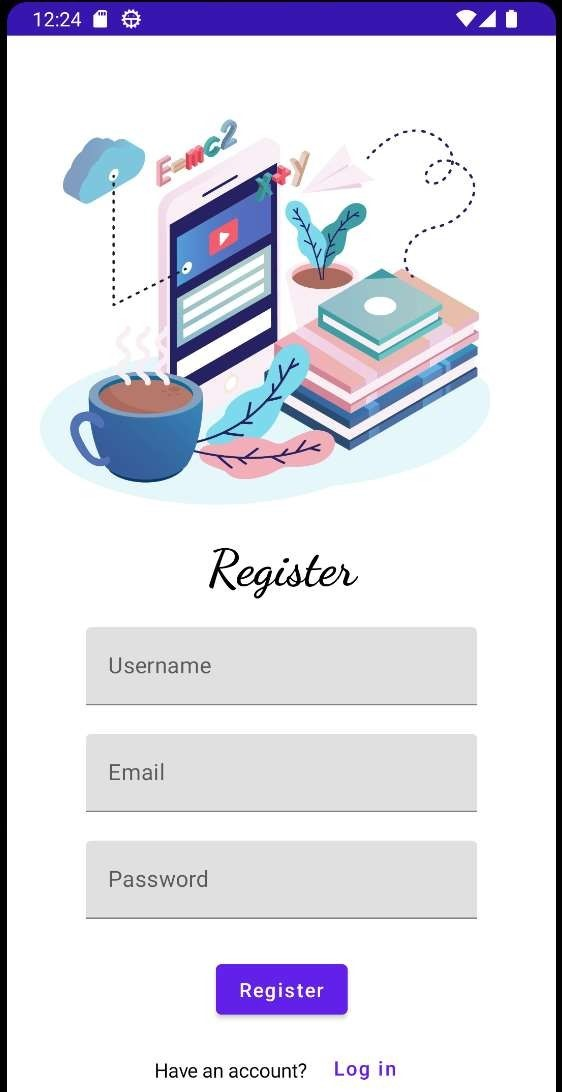 12:24
E=mc2
x+y
Register
Username
Email
Password
Register
Have an account? Log in